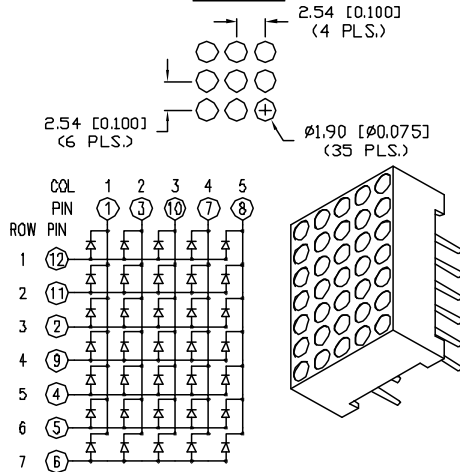 2.54 [0.100]
(4 PLS.)
2.54 [0.100]
(6 PLS.)
Ø1.90 [Ø0.075]
(35 PLS.)
COL 1 2 3 4 5
PIN 1 3 10 7 8
ROW PIN
1 12
2 11
3 2
4 9
5 4
6 5
7 6